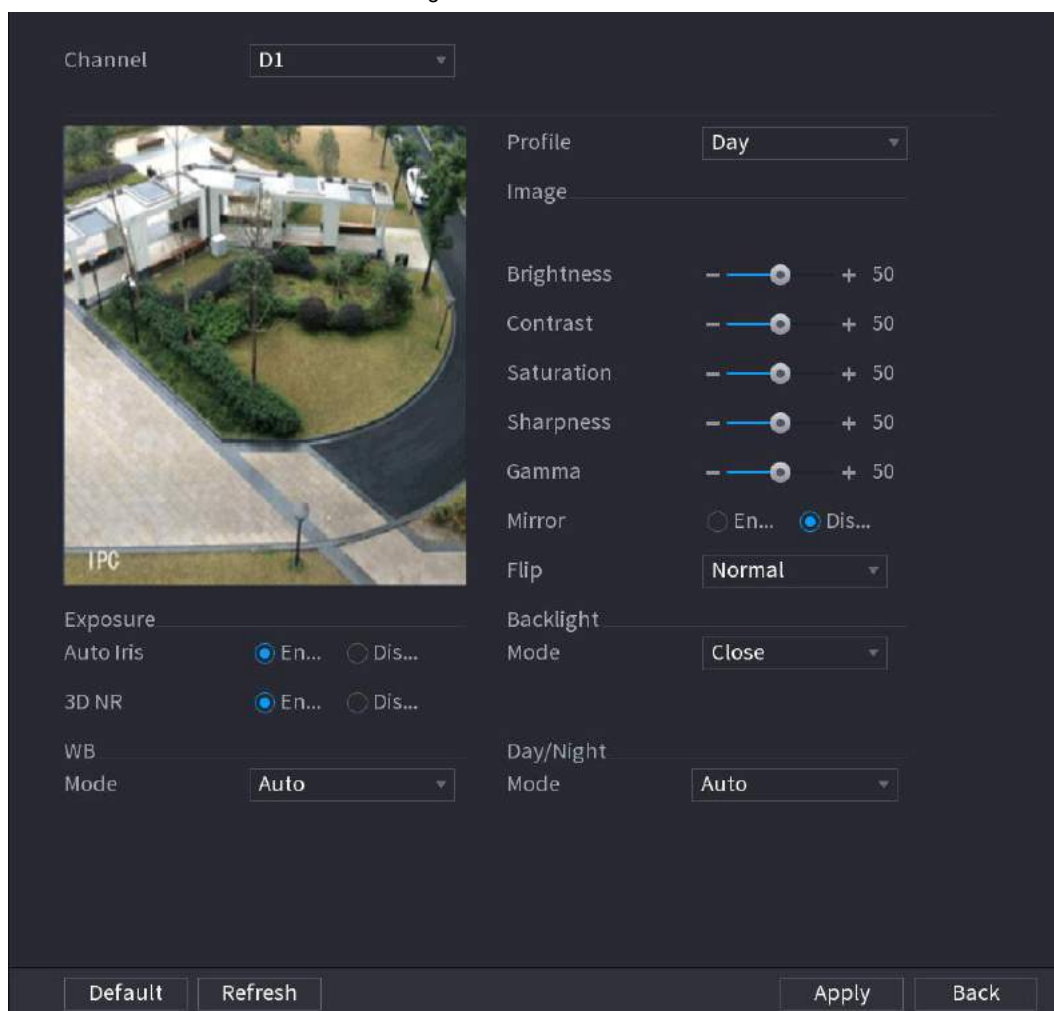 Channel D1
Profile Day
Image
Brightness - + 50
Contrast - + 50
Saturation - + 50
Sharpness - + 50
Gamma - + 50
Mirror En... Dis...
Flip Normal
IPC
Exposure
Auto Iris En... Dis...
3D NR En... Dis...
Backlight
Mode Close
WB
Mode Auto
Day/Night
Mode Auto
Default Refresh Apply Back